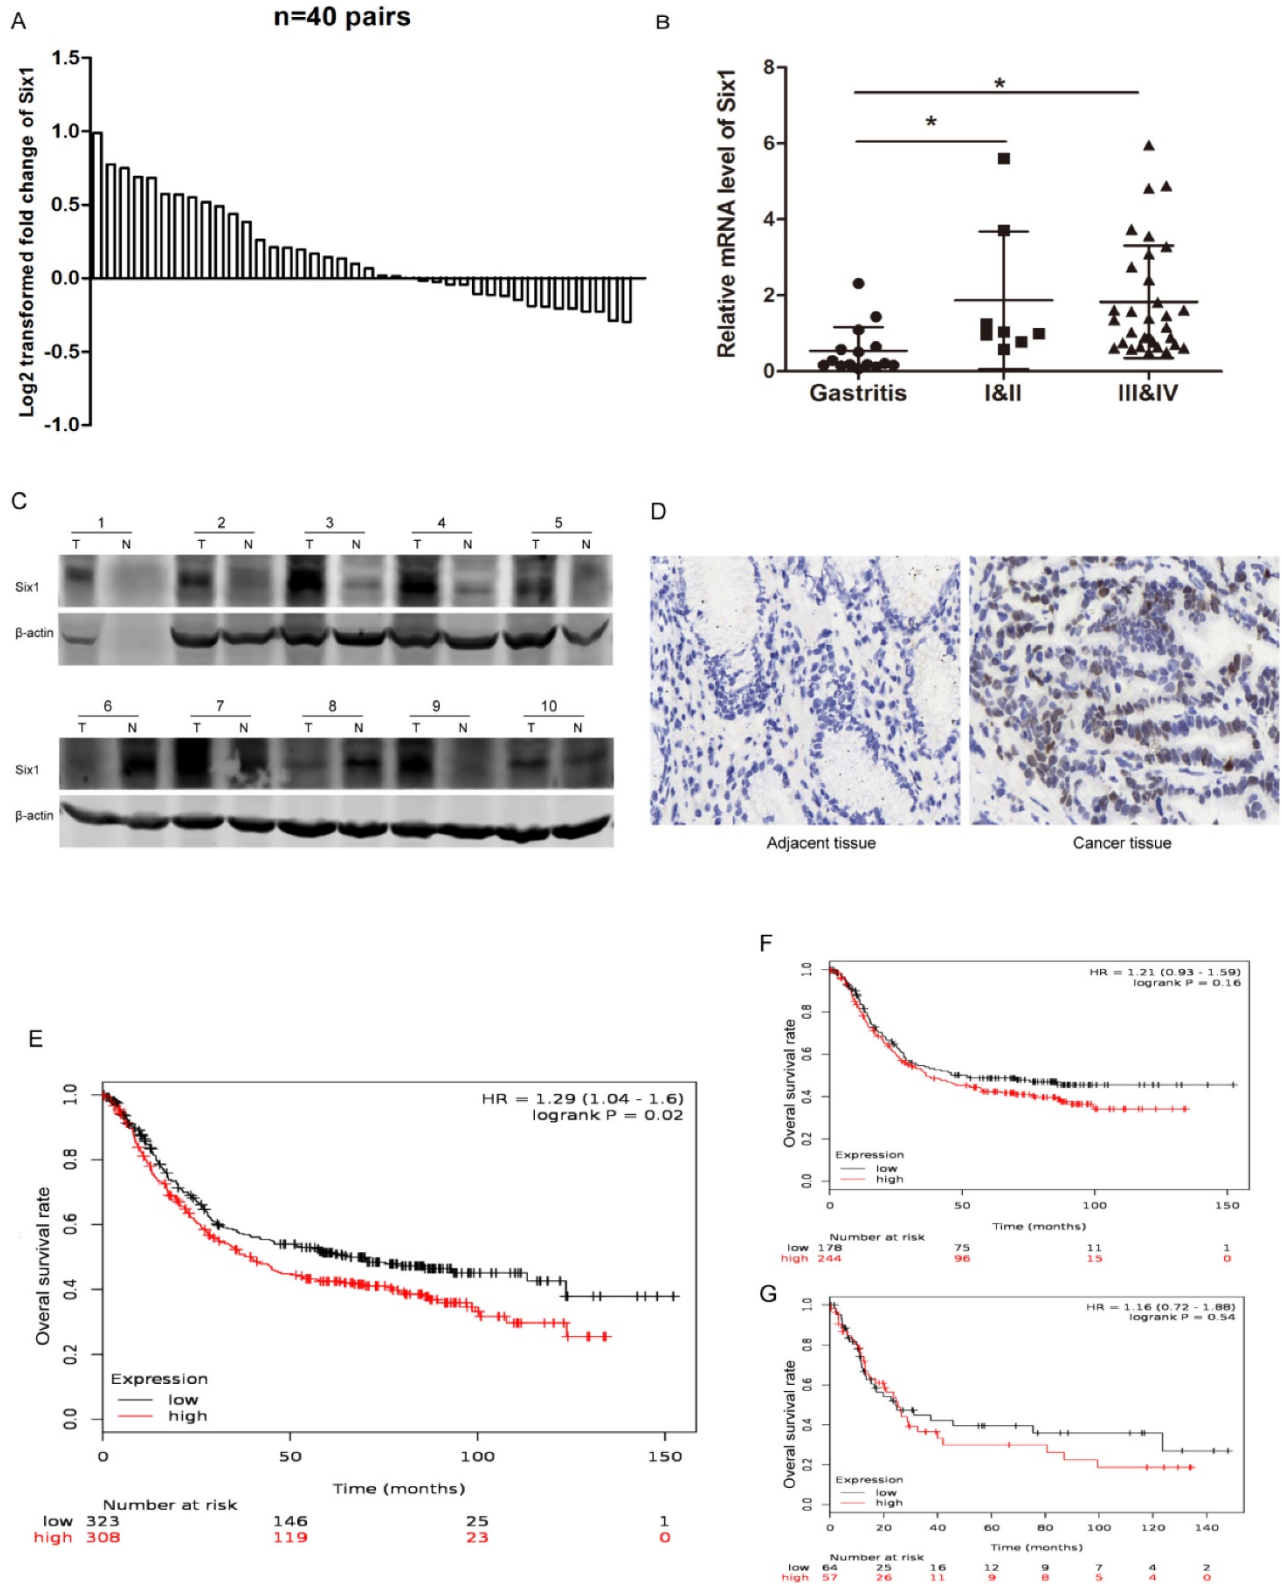 A
n=40 pairs
Log2 transformed fold change of Six1
1.5
1.0
0.5
0.0
-0.5
-1.0
B
Relative mRNA level of Six1
8
6
4
2
0
*
*
Gastritis I&II III&IV
C
1 2 3 4 5
T N T N T N T N T N
Six1
β-actin
6 7 8 9 10
T N T N T N T N T N
Six1
β-actin
D
Adjacent tissue Cancer tissue
E
Overal survival rate
1.0
0.8
0.6
0.4
0.2
0.0
HR = 1.29 (1.04 - 1.6)
logrank P = 0.02
Expression
low
high
0 50 100 150
Time (months)
Number at risk
low 323 146 25 1
high 308 119 23 0
F
Overal survival rate
1.0
0.8
0.6
0.4
0.2
0.0
HR = 1.21 (0.93 - 1.59)
logrank P = 0.16
Expression
low
high
0 50 100 150
Time (months)
Number at risk
low 178 75 11 1
high 244 96 15 0
G
Overal survival rate
1.0
0.8
0.6
0.4
0.2
0.0
HR = 1.16 (0.72 - 1.88)
logrank P = 0.54
Expression
low
high
0 20 40 60 80 100 120 140
Time (months)
Number at risk
low 64 25 16 12 9 7 4 2
high 57 26 11 9 8 5 4 0